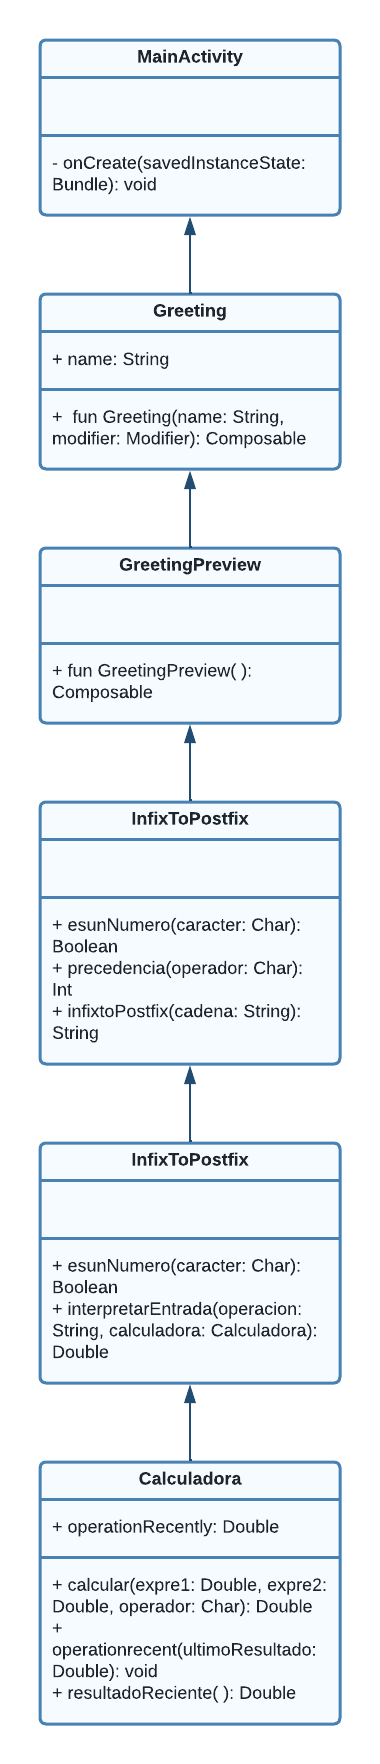 MainActivity
- onCreate(savedInstanceState:
Bundle): void
Greeting
+ name: String
+  fun Greeting(name: String,
modifier: Modifier): Composable
GreetingPreview
+ fun GreetingPreview( ):
Composable
InfixToPostfix
+ esunNumero(caracter: Char):
Boolean
+ precedencia(operador: Char):
Int
+ infixtoPostfix(cadena: String):
String
InfixToPostfix
+ esunNumero(caracter: Char):
Boolean
+ interpretarEntrada(operacion:
String, calculadora: Calculadora):
Double
Calculadora
+ operationRecently: Double
+ calcular(expre1: Double, expre2:
Double, operador: Char): Double
+
operationrecent(ultimoResultado:
Double): void
+ resultadoReciente( ): Double